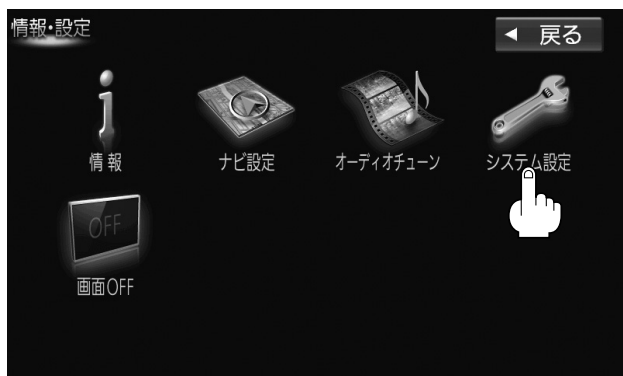 情報・設定
◀ 戻る
情報
ナビ設定
オーディオチューン
システム設定
OFF
画面OFF